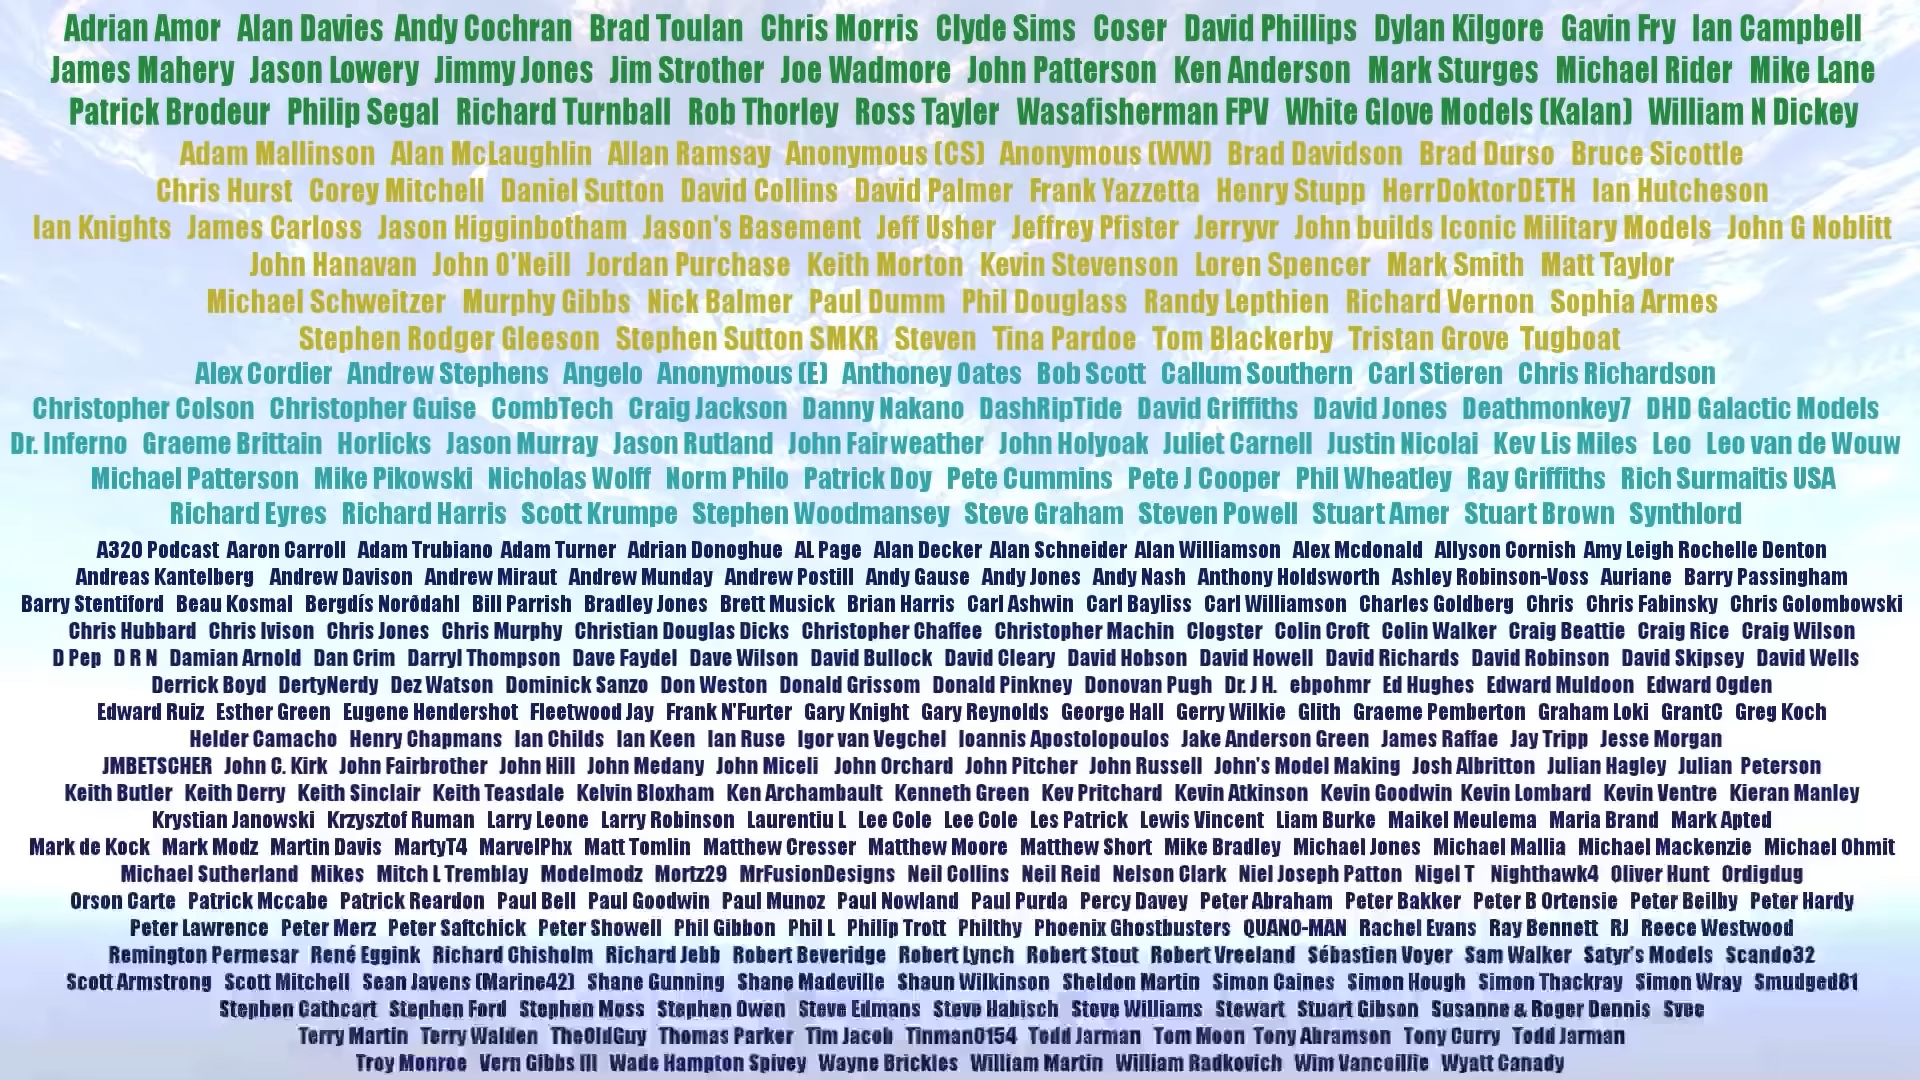 Adrian Amor Alan Davies Andy Cochran Brad Toulan Chris Morris Clyde Sims Coser David Phillips Dylan Kilgore Gavin Fry Ian Campbell
James Mahery Jason Lowery Jimmy Jones Jim Strother Joe Wadmore John Patterson Ken Anderson Mark Sturges Michael Rider Mike Lane
Patrick Brodeur Philip Segal Richard Turnball Rob Thorley Ross Tayler Wasafisherman FPV White Glove Models (Kalan) William N Dickey
Adam Mallinson Alan McLaughlin Allan Ramsay Anonymous (CS) Anonymous (WW) Brad Davidson Brad Durso Bruce Sicottle
Chris Hurst Corey Mitchell Daniel Sutton David Collins David Palmer Frank Yazzetta Henry Stupp HerrDoktorDETH Ian Hutcheson
Ian Knights James Carloss Jason Higginbotham Jason's Basement Jeff Usher Jeffrey Pfister Jerryvr John builds Iconic Military Models John G Noblitt
John Hanavan John O'Neill Jordan Purchase Keith Morton Kevin Stevenson Loren Spencer Mark Smith Matt Taylor
Michael Schweitzer Murphy Gibbs Nick Balmer Paul Dumm Phil Douglass Randy Lepthien Richard Vernon Sophia Armes
Stephen Rodger Gleeson Stephen Sutton SMKR Steven Tina Pardoe Tom Blackerby Tristan Grove Tugboat
Alex Cordier Andrew Stephens Angelo Anonymous (E) Anthoney Oates Bob Scott Callum Southern Carl Stieren Chris Richardson
Christopher Colson Christopher Guise CombTech Craig Jackson Danny Nakano DashRipTide David Griffiths David Jones Deathmonkey7 DHD Galactic Models
Dr. Inferno Graeme Brittain Horlicks Jason Murray Jason Rutland John Fairweather John Holyoak Juliet Carnell Justin Nicolai Kev Lis Miles Leo Leo van de Wouw
Michael Patterson Mike Pikowski Nicholas Wolff Norm Philo Patrick Doy Pete Cummins Pete J Cooper Phil Wheatley Ray Griffiths Rich Surmaitis USA
Richard Eyres Richard Harris Scott Krumpe Stephen Woodmansey Steve Graham Steven Powell Stuart Amer Stuart Brown Synthlord
A320 Podcast Aaron Carroll Adam Trubiano Adam Turner Adrian Donoghue AL Page Alan Decker Alan Schneider Alan Williamson Alex Mcdonald Allyson Cornish Amy Leigh Rochelle Denton
Andreas Kantelberg Andrew Davison Andrew Miraut Andrew Munday Andrew Postill Andy Gause Andy Jones Andy Nash Anthony Holdsworth Ashley Robinson-Voss Auriane Barry Passingham
Barry Stentiford Beau Kosmal Bergdís Norðdahl Bill Parrish Bradley Jones Brett Musick Brian Harris Carl Ashwin Carl Bayliss Carl Williamson Charles Goldberg Chris Chris Fabinsky Chris Golombowski
Chris Hubbard Chris Ivison Chris Jones Chris Murphy Christian Douglas Dicks Christopher Chaffee Christopher Machin Clogster Colin Croft Colin Walker Craig Beattie Craig Rice Craig Wilson
D Pep D R N Damian Arnold Dan Crim Darryl Thompson Dave Faydel Dave Wilson David Bullock David Cleary David Hobson David Howell David Richards David Robinson David Skipsey David Wells
Derrick Boyd DertyNerdy Dez Watson Dominick Sanzo Don Weston Donald Grissom Donald Pinkney Donovan Pugh Dr. J H. ebpohmr Ed Hughes Edward Muldoon Edward Ogden
Edward Ruiz Esther Green Eugene Hendershot Fleetwood Jay Frank N'Furter Gary Knight Gary Reynolds George Hall Gerry Wilkie Glith Graeme Pemberton Graham Loki GrantC Greg Koch
Helder Camacho Henry Chapmans Ian Childs Ian Keen Ian Ruse Igor van Vegchel Ioannis Apostolopoulos Jake Anderson Green James Raffae Jay Tripp Jesse Morgan
JMBETSCHER John C. Kirk John Fairbrother John Hill John Medany John Miceli John Orchard John Pitcher John Russell John's Model Making Josh Albritton Julian Hagley Julian Peterson
Keith Butler Keith Derry Keith Sinclair Keith Teasdale Kelvin Bloxham Ken Archambault Kenneth Green Kev Pritchard Kevin Atkinson Kevin Goodwin Kevin Lombard Kevin Ventre Kieran Manley
Krystian Janowski Krzysztof Ruman Larry Leone Larry Robinson Laurentiu L Lee Cole Lee Cole Les Patrick Lewis Vincent Liam Burke Maikel Meulema Maria Brand Mark Apted
Mark de Kock Mark Modz Martin Davis MartyT4 MarvelPhx Matt Tomlin Matthew Cresser Matthew Moore Matthew Short Mike Bradley Michael Jones Michael Mallia Michael Mackenzie Michael Ohmit
Michael Sutherland Mikes Mitch L Tremblay Modelmodz Mortz29 MrFusionDesigns Neil Collins Neil Reid Nelson Clark Niel Joseph Patton Nigel T Nighthawk4 Oliver Hunt Ordigdug
Orson Carte Patrick Mccabe Patrick Reardon Paul Bell Paul Goodwin Paul Munoz Paul Nowland Paul Purda Percy Davey Peter Abraham Peter Bakker Peter B Ortensie Peter Beilby Peter Hardy
Peter Lawrence Peter Merz Peter Saftchick Peter Showell Phil Gibbon Phil L Philip Trott Philthy Phoenix Ghostbusters QUANO-MAN Rachel Evans Ray Bennett RJ Reece Westwood
Remington Permesar René Eggink Richard Chisholm Richard Jebb Robert Beveridge Robert Lynch Robert Stout Robert Vreeland Sébastien Voyer Sam Walker Satyr's Models Scando32
Scott Armstrong Scott Mitchell Sean Javens (Marine42) Shane Gunning Shane Madeville Shaun Wilkinson Sheldon Martin Simon Caines Simon Hough Simon Thackray Simon Wray Smudged81
Stephen Cathcart Stephen Ford Stephen Moss Stephen Owen Steve Edmans Steve Habisch Steve Williams Stewart Stuart Gibson Susanne & Roger Dennis Svee
Terry Martin Terry Walden TheOldGuy Thomas Parker Tim Jacob Tinman0154 Todd Jarman Tom Moon Tony Abramson Tony Curry Todd Jarman
Troy Monroe Vern Gibbs III Wade Hampton Spivey Wayne Brickles William Martin William Radkovich Wim Vancoillie Wyatt Canady